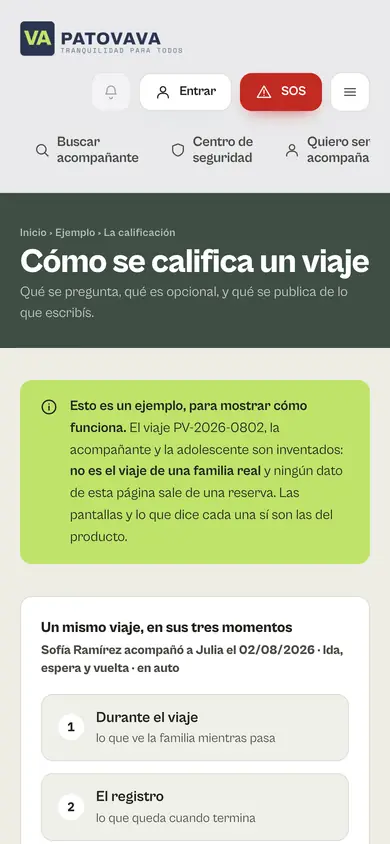 VA PATOVAVA
TRANQUILIDAD PARA TODOS
Entrar
SOS
Buscar
acompañante
Centro de
seguridad
Quiero ser
acompaña
Inicio › Ejemplo › La calificación
Cómo se califica un viaje
Qué se pregunta, qué es opcional, y qué se publica de lo
que escribís.
Esto es un ejemplo, para mostrar cómo
funciona. El viaje PV-2026-0802, la
acompañante y la adolescente son inventados:
no es el viaje de una familia real y ningún dato
de esta página sale de una reserva. Las
pantallas y lo que dice cada una sí son las del
producto.
Un mismo viaje, en sus tres momentos
Sofía Ramírez acompañó a Julia el 02/08/2026 · Ida,
espera y vuelta · en auto
1
Durante el viaje
lo que ve la familia mientras pasa
2
El registro
lo que queda cuando termina